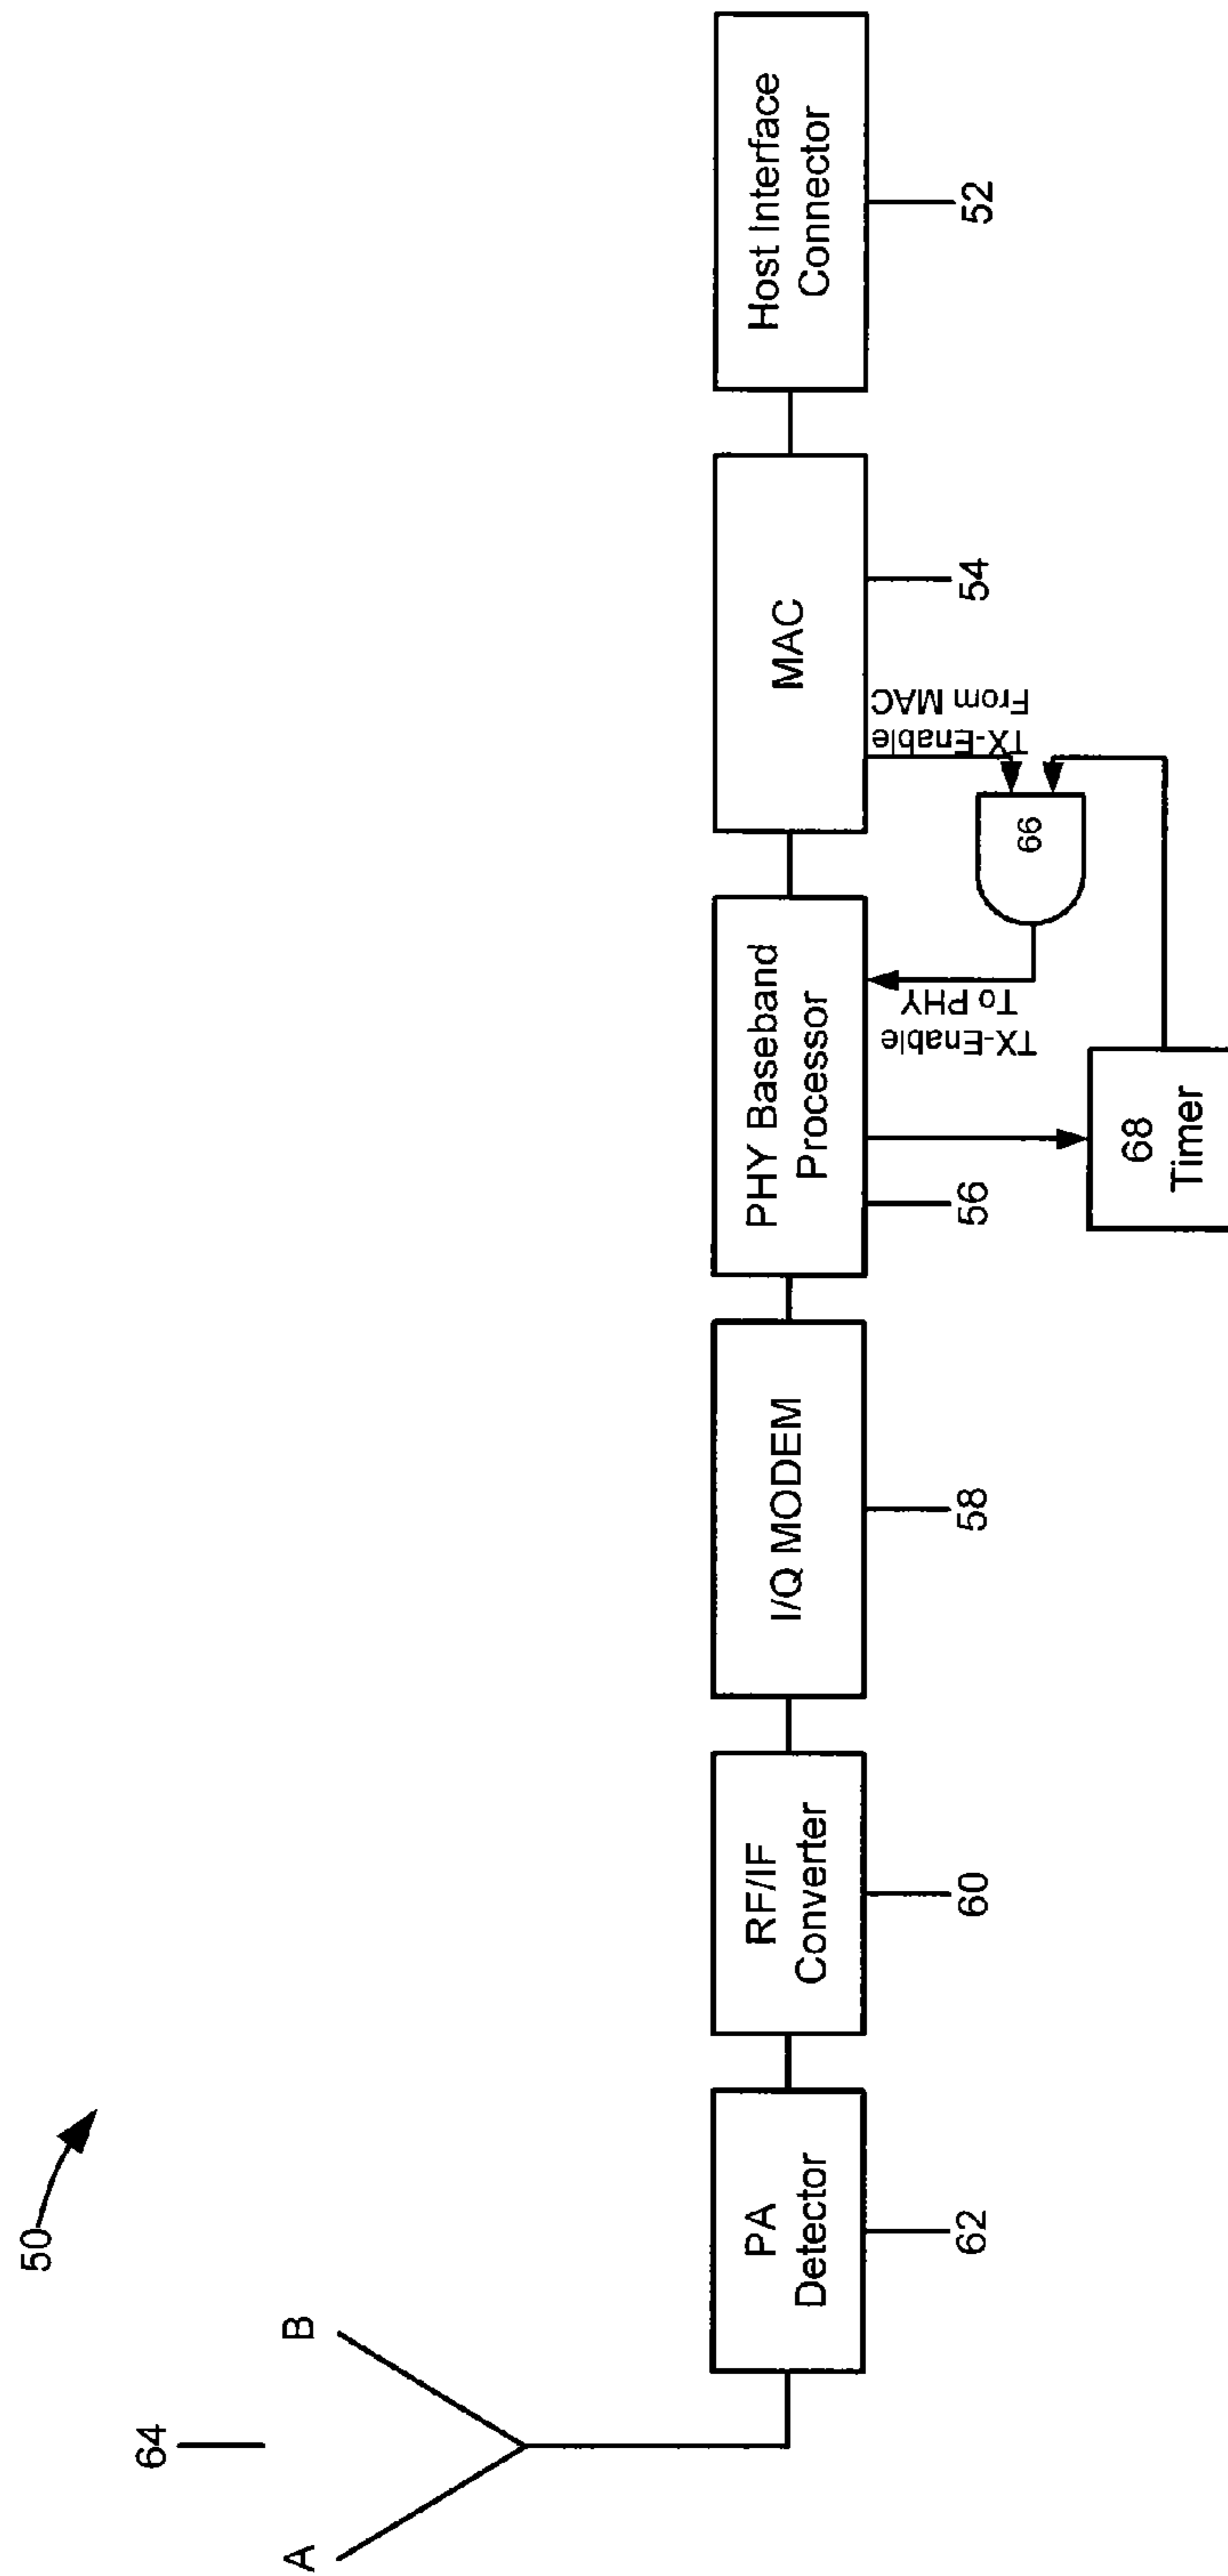 50
64
A
B
PA
Detector
62
RF/IF
Converter
60
I/Q MODEM
58
PHY Baseband
Processor
56
MAC
54
Host Interface
Connector
52
TX-Enable
To PHY
TX-Enable
From MAC
66
68
Timer